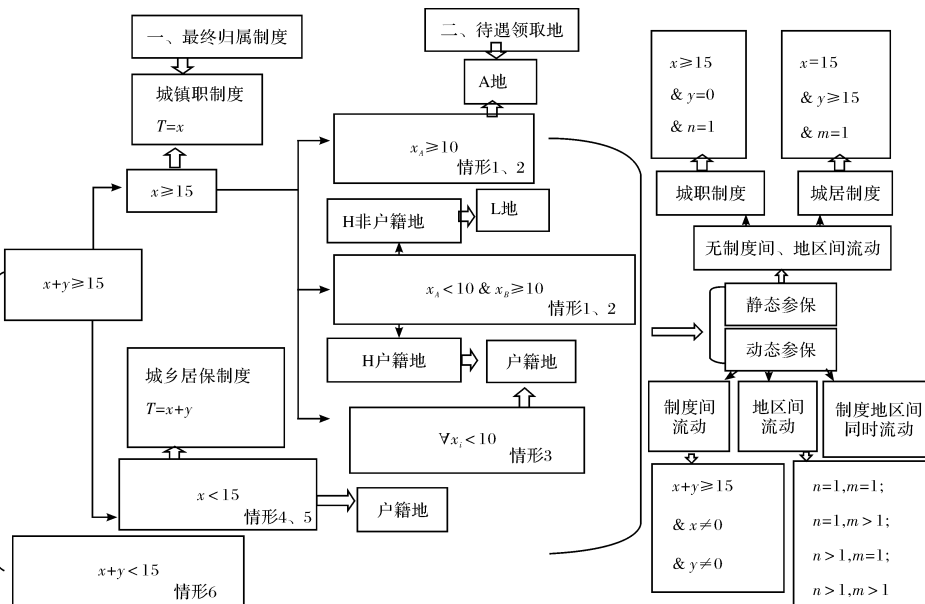 一、最终归属制度
二、待遇领取地
城镇职制度
T=x
A地
x≥15
x_A≥10
情形1、2
H非户籍地
L地
x+y≥15
x_A<10 & x_B≥10
情形1、2
H户籍地
户籍地
城乡居保制度
T=x+y
∀x_i<10
情形3
x<15
情形4、5
户籍地
x+y<15
情形6
x≥15
& y=0
& n=1
x=15
& y≥15
& m=1
城职制度
城居制度
无制度间、地区间流动
静态参保
动态参保
制度间
流动
地区间
流动
制度地区间
同时流动
x+y≥15
& x≠0
& y≠0
n=1,m=1;
n=1,m>1;
n>1,m=1;
n>1,m>1